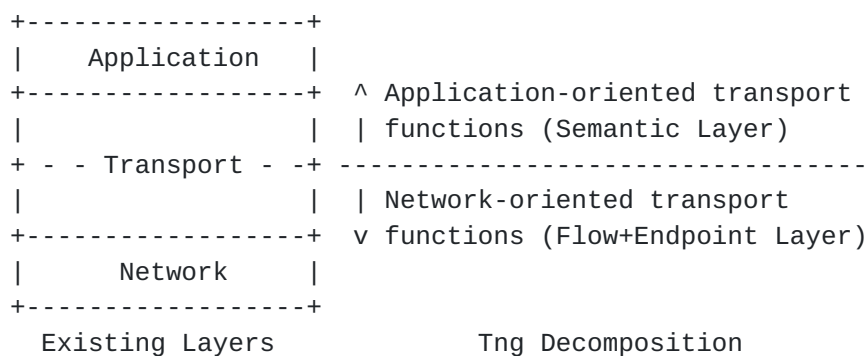 +------------------+
|    Application   |
+------------------+  ^ Application-oriented transport
|                  |  | functions (Semantic Layer)
+ - - Transport - -+ ----------------------------------
|                  |  | Network-oriented transport
+------------------+  v functions (Flow+Endpoint Layer)
|      Network     |
+------------------+
  Existing Layers             Tng Decomposition